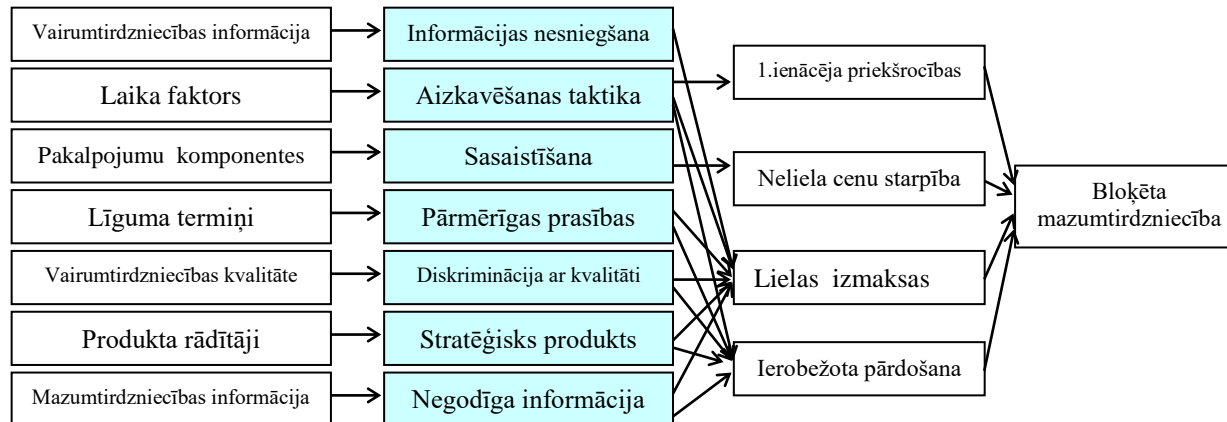 Vairumtirdzniecības informācija
Informācijas nesniegšana
1.ienācēja priekšrocības
Laika faktors
Aizkavēšanas taktika
Pakalpojumu komponentes
Sasaistīšana
Neliela cenu starpība
Bloķēta
mazumtirdzniecība
Līguma termiņi
Pārmērīgas prasības
Vairumtirdzniecības kvalitāte
Diskriminācija ar kvalitāti
Lielas izmaksas
Produkta rādītāji
Stratēģisks produkts
Ierobežota pārdošana
Mazumtirdzniecības informācija
Negodīga informācija